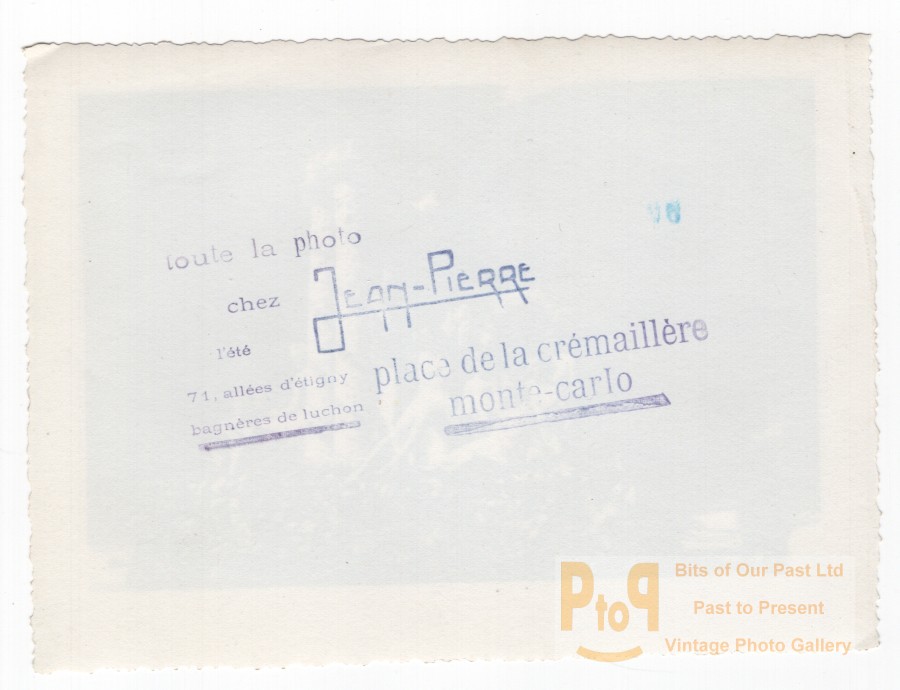 toute la photo
chez Jean-Pierre
l'été
71, allées d'étigny
bagnères de luchon
place de la crémaillère
monte-carlo
PtoP
Bits of Our Past Ltd
Past to Present
Vintage Photo Gallery